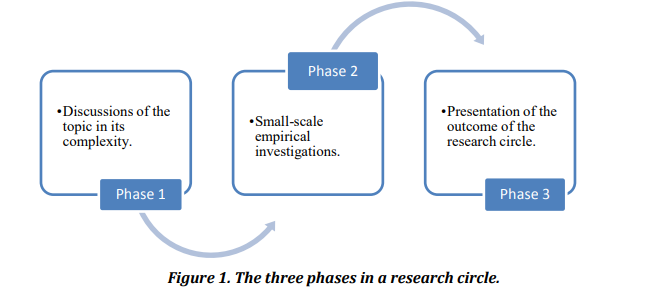 •Discussions of the
topic in its
complexity.
Phase 1
Phase 2
•Small-scale
empirical
investigations.
•Presentation of the
outcome of the
research circle.
Phase 3
Figure 1. The three phases in a research circle.